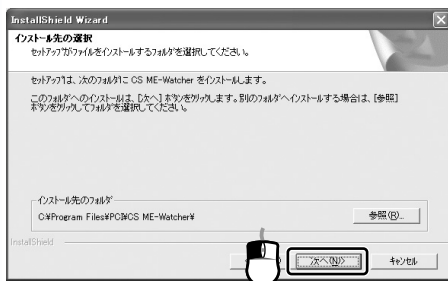 InstallShield Wizard
インストール先の選択
セットアップがファイルをインストールするフォルダを選択してください。
セットアップは、次のフォルダに CS ME-Watcher をインストールします。
このフォルダへのインストールは、[次へ] ボタンをクリックします。別のフォルダへインストールする場合は、[参照]
ボタンをクリックしてフォルダを選択してください。
インストール先のフォルダ
C:¥Program Files¥PCB¥CS ME-Watcher¥
参照(R)...
InstallShield
次へ(N)>
キャンセル